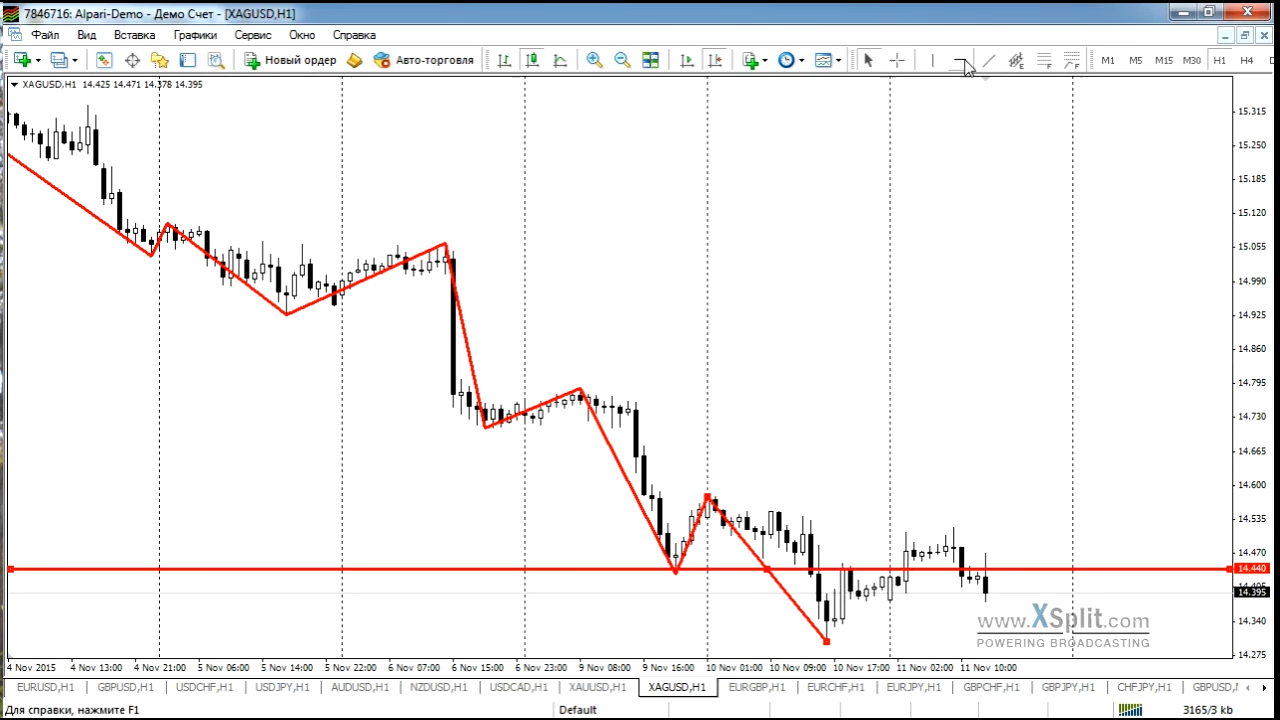 7846716: Alpari-Demo - Демо Счет - [XAGUSD,H1]
Файл Вид Вставка Графики Сервис Окно Справка
Новый ордер Авто-торговля M1 M5 M15 M30 H1 H4
XAGUSD,H1 14.425 14.471 14.378 14.395
15.315
15.250
15.185
15.120
15.055
14.990
14.925
14.860
14.795
14.730
14.665
14.600
14.535
14.470
14.440
14.395
14.340
14.275
www.XSplit.com
POWERING BROADCASTING
4 Nov 2015 4 Nov 13:00 4 Nov 21:00 5 Nov 06:00 5 Nov 14:00 5 Nov 22:00 6 Nov 07:00 6 Nov 15:00 6 Nov 23:00 9 Nov 08:00 9 Nov 16:00 10 Nov 01:00 10 Nov 09:00 10 Nov 17:00 11 Nov 02:00 11 Nov 10:00
EURUSD,H1 GBPUSD,H1 USDCHF,H1 USDJPY,H1 AUDUSD,H1 NZDUSD,H1 USDCAD,H1 XAUUSD,H1 XAGUSD,H1 EURGBP,H1 EURCHF,H1 EURJPY,H1 GBPCHF,H1 GBPJPY,H1 CHFJPY,H1
Для справки, нажмите F1 Default 3165/3 kb